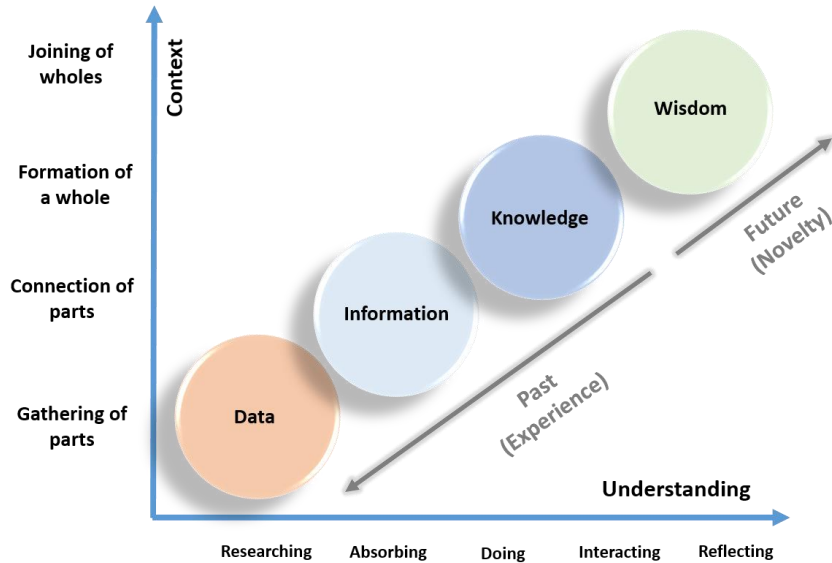 Joining of
wholes
Context
Wisdom
Formation of
a whole
Knowledge
Future
(Novelty)
Connection of
parts
Information
Past
(Experience)
Gathering of
parts
Data
Understanding
Researching
Absorbing
Doing
Interacting
Reflecting